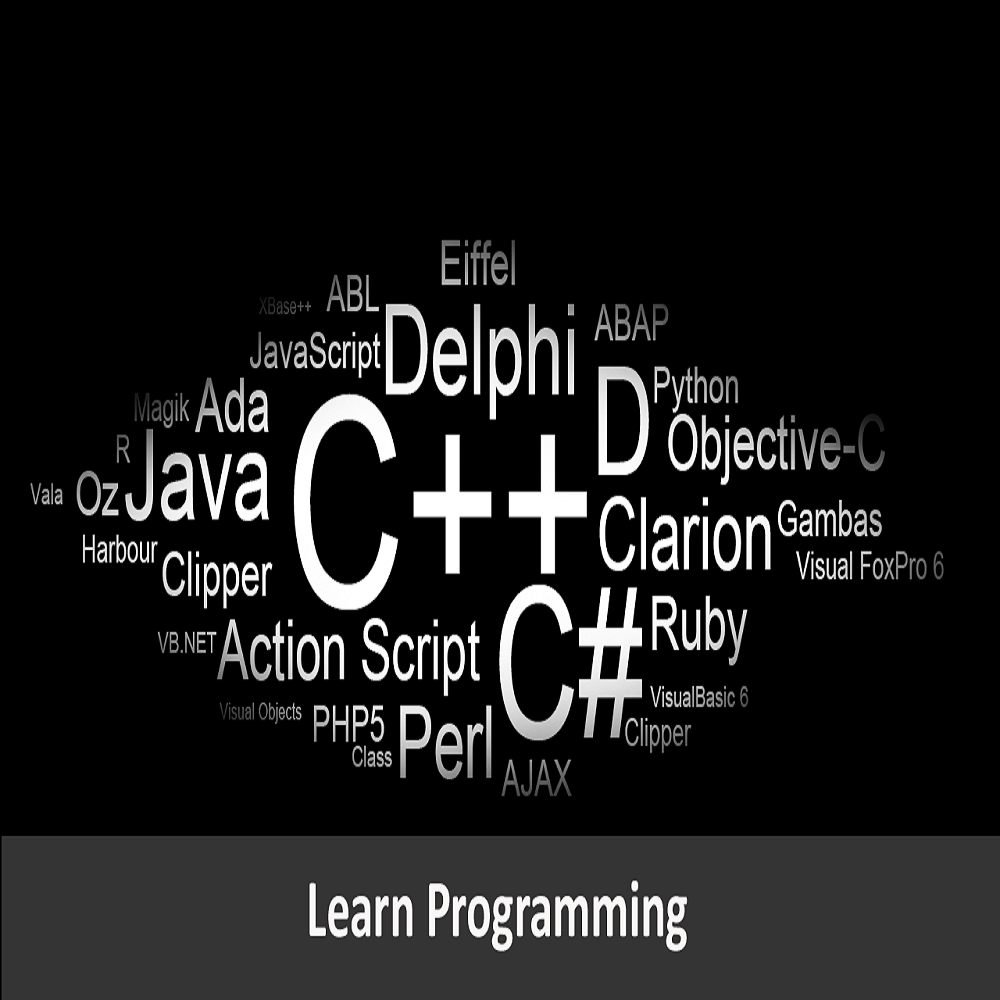 Eiffel
XBase++ ABL
Delphi
ABAP
JavaScript
Python
D
Magik Ada
Objective-C
R
Java
C++
Vala Oz
Clarion
Gambas
Harbour
Visual FoxPro 6
Clipper
C#
Ruby
VB.NET Action Script
VisualBasic 6
Visual Objects PHP5
Perl
Clipper
Class
AJAX
Learn Programming